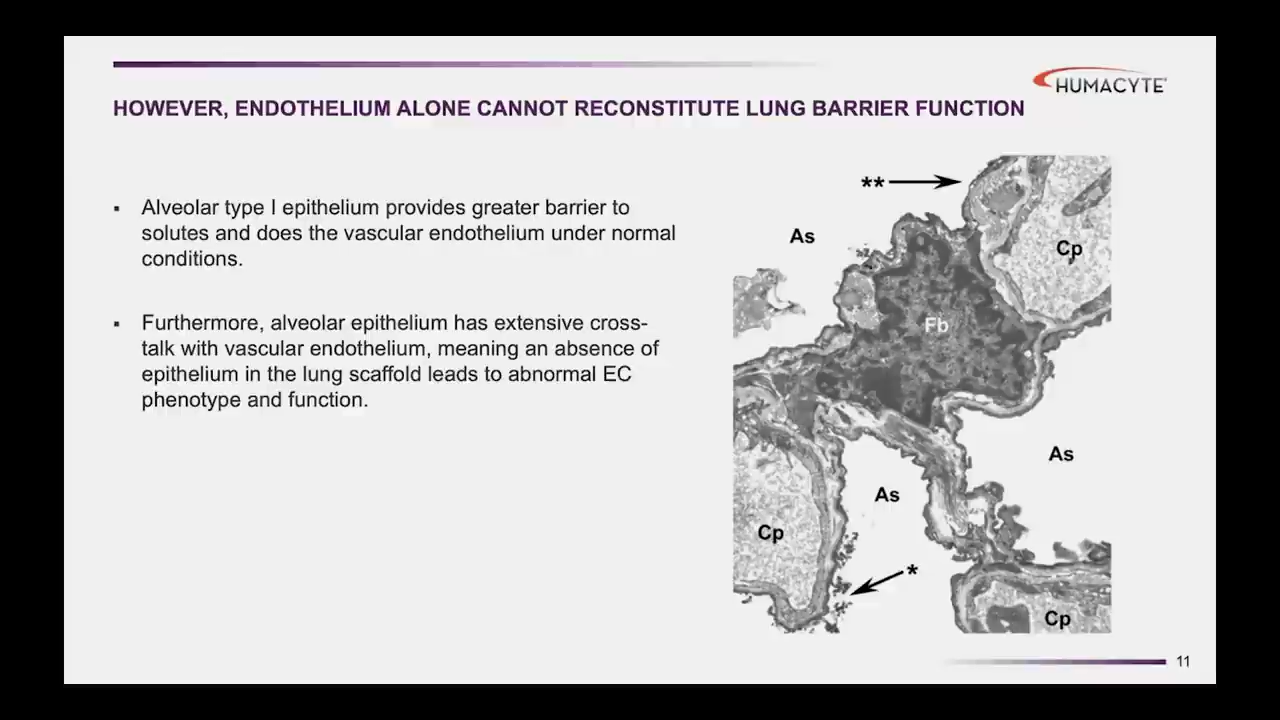 HUMACYTE
HOWEVER, ENDOTHELIUM ALONE CANNOT RECONSTITUTE LUNG BARRIER FUNCTION
▪ Alveolar type I epithelium provides greater barrier to
solutes and does the vascular endothelium under normal
conditions.
▪ Furthermore, alveolar epithelium has extensive cross-
talk with vascular endothelium, meaning an absence of
epithelium in the lung scaffold leads to abnormal EC
phenotype and function.
**
As
Cp
Fb
As
As
Cp
*
Cp
11